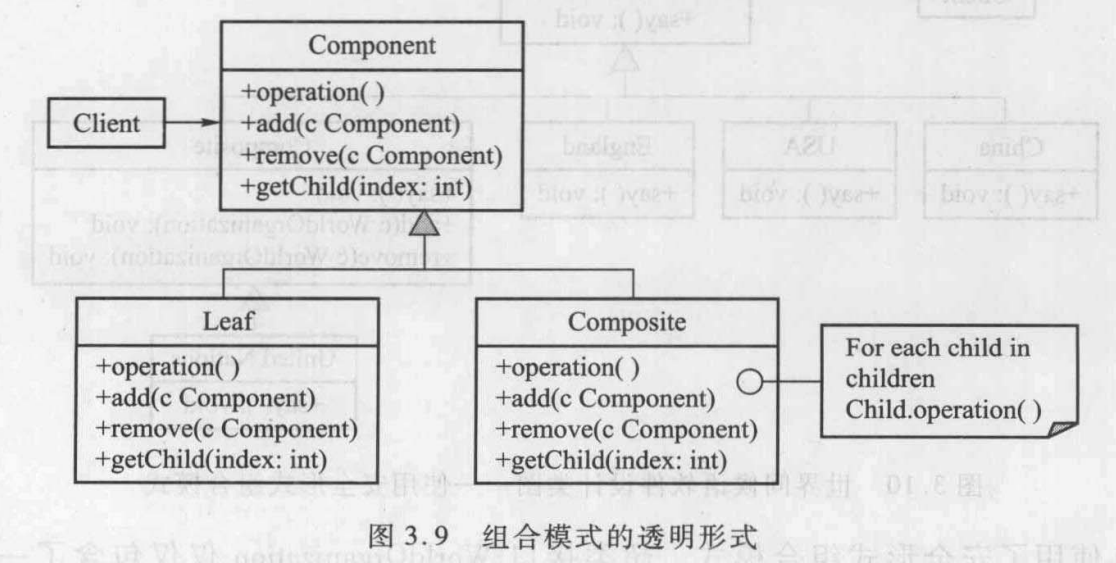 Component
+operation( )
+add(c Component)
+remove(c Component)
+getChild(index: int)
Client
Leaf
+operation( )
+add(c Component)
+remove(c Component)
+getChild(index: int)
Composite
+operation( )
+add(c Component)
+remove(c Component)
+getChild(index: int)
For each child in
children
Child.operation( )
图 3.9 组合模式的透明形式